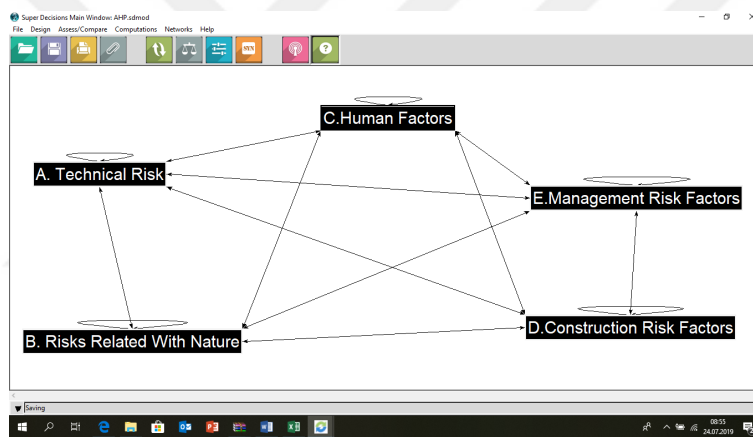 Super Decisions Main Window: AHP.sdmod
File Design Assess/Compare Computations Networks Help
SYN
C.Human Factors
A. Technical Risk
E.Management Risk Factors
D.Construction Risk Factors
B. Risks Related With Nature
Saving
08:55
24.07.2019